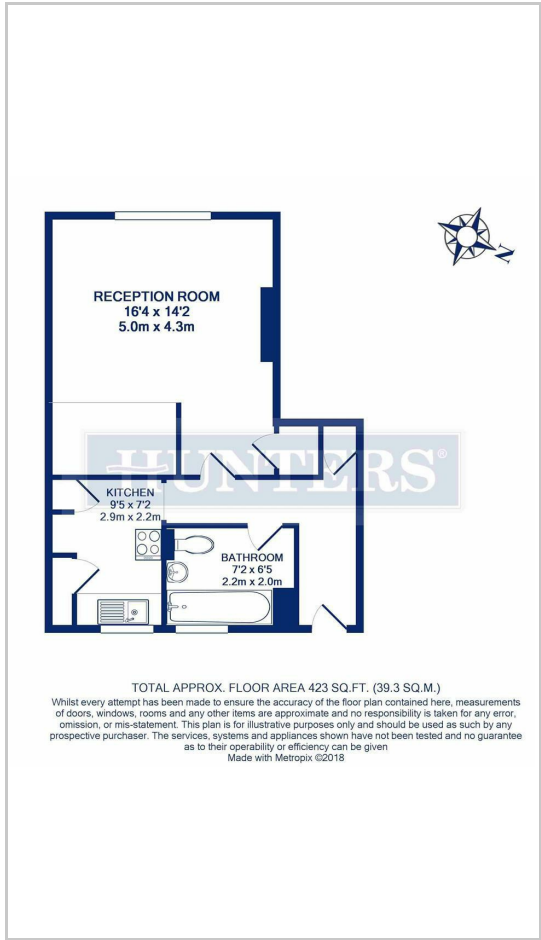 N
RECEPTION ROOM
16'4 x 14'2
5.0m x 4.3m
HUNTERS®
KITCHEN
9'5 x 7'2
2.9m x 2.2m
BATHROOM
7'2 x 6'5
2.2m x 2.0m
TOTAL APPROX. FLOOR AREA 423 SQ.FT. (39.3 SQ.M.)
Whilst every attempt has been made to ensure the accuracy of the floor plan contained here, measurements
of doors, windows, rooms and any other items are approximate and no responsibility is taken for any error,
omission, or mis-statement. This plan is for illustrative purposes only and should be used as such by any
prospective purchaser. The services, systems and appliances shown have not been tested and no guarantee
as to their operability or efficiency can be given
Made with Metropix ©2018